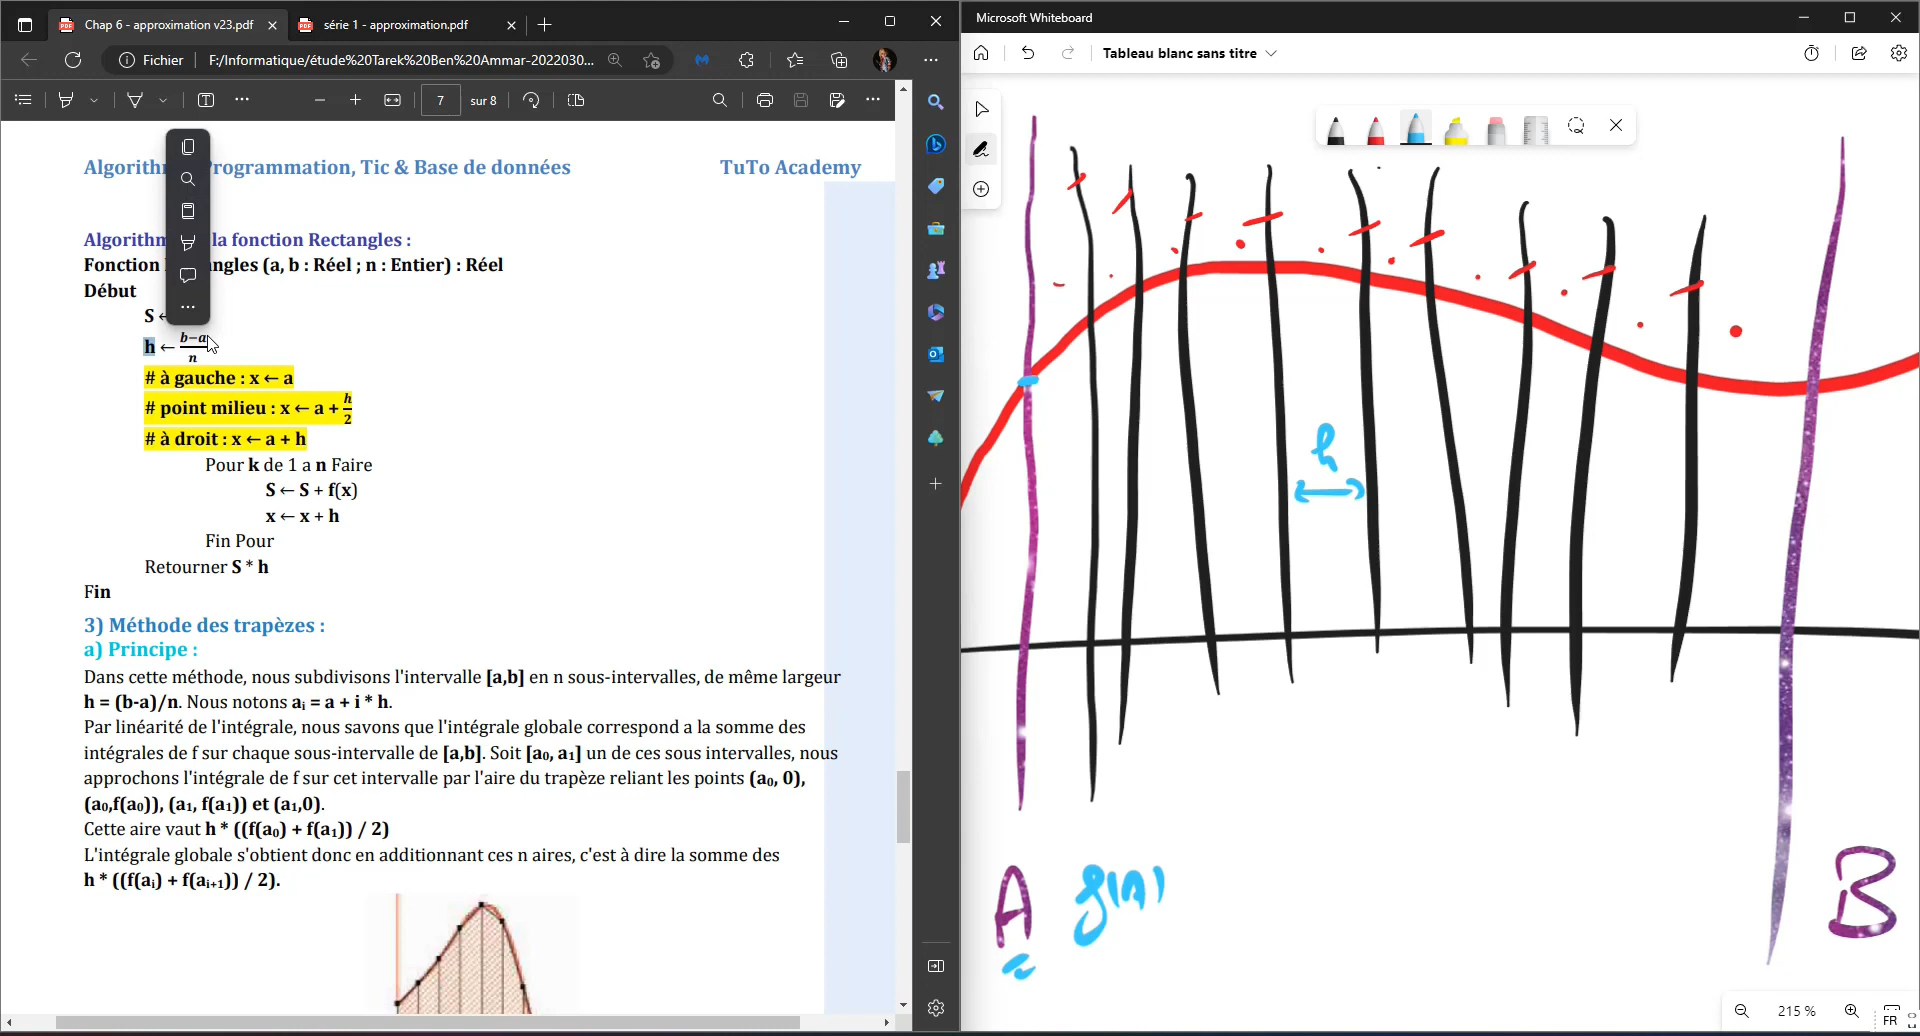 Chap 6 - approximation v23.pdf
série 1 - approximation.pdf
Microsoft Whiteboard
Fichier
F:/Informatique/étude%20Tarek%20Ben%20Ammar-2022030...
Tableau blanc sans titre
7
sur 8
Programmation, Tic & Base de données
TuTo Academy
la fonction Rectangles :
(a, b : Réel ; n : Entier) : Réel
Début
S ←
h ← b−a
n
# à gauche : x ← a
# point milieu : x ← a + h
2
# à droit : x ← a + h
Pour k de 1 a n Faire
S ← S + f(x)
x ← x + h
Fin Pour
Retourner S * h
Fin
3) Méthode des trapèzes :
a) Principe :
Dans cette méthode, nous subdivisons l'intervalle [a,b] en n sous-intervalles, de même largeur
h = (b-a)/n. Nous notons aᵢ = a + i * h.
Par linéarité de l'intégrale, nous savons que l'intégrale globale correspond a la somme des
intégrales de f sur chaque sous-intervalle de [a,b]. Soit [a₀, a₁] un de ces sous intervalles, nous
approchons l'intégrale de f sur cet intervalle par l'aire du trapèze reliant les points (a₀, 0),
(a₀,f(a₀)), (a₁, f(a₁)) et (a₁,0).
Cette aire vaut h * ((f(a₀) + f(a₁)) / 2)
L'intégrale globale s'obtient donc en additionnant ces n aires, c'est à dire la somme des
h * ((f(aᵢ) + f(aᵢ₊₁)) / 2).
h
A
B
215 %
FR